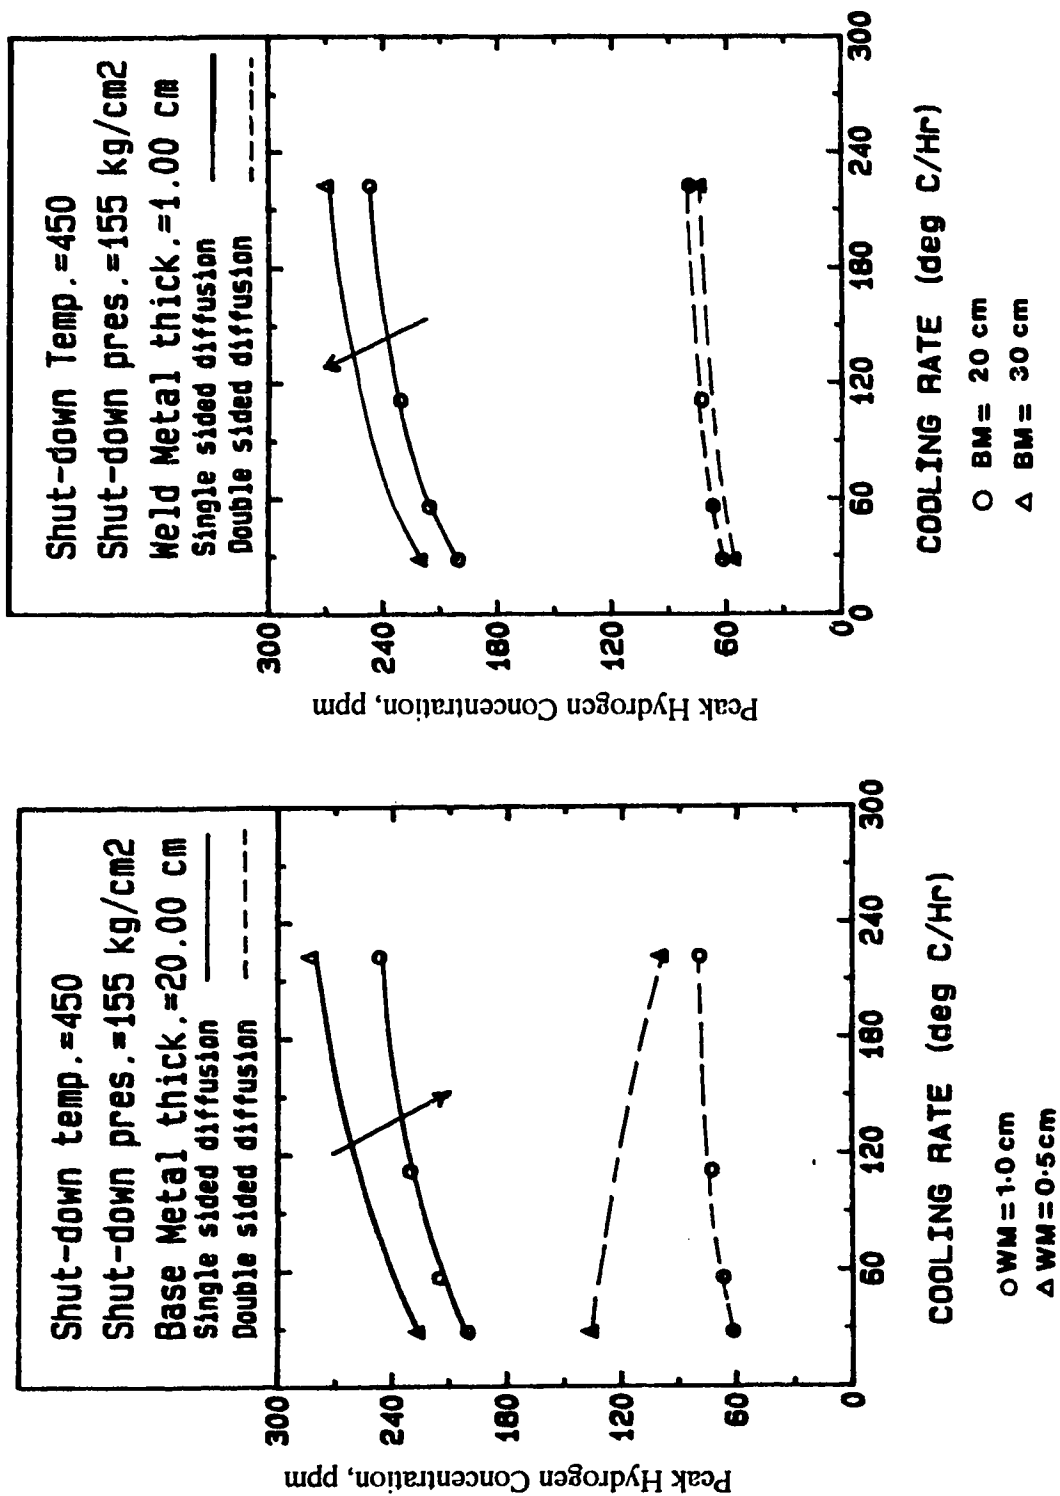 Shut-down temp.=450
Shut-down pres.=155 kg/cm2
Base Metal thick.=20.00 cm
Single sided diffusion
Double sided diffusion
300
240
180
120
60
0
Peak Hydrogen Concentration, ppm
0
60
120
180
240
300
COOLING RATE (deg C/Hr)
O WM=1·0cm
Δ WM=0·5cm
Shut-down Temp.=450
Shut-down pres.=155 kg/cm2
Weld Metal thick.=1.00 cm
Single sided diffusion
Double sided diffusion
300
240
180
120
60
0
Peak Hydrogen Concentration, ppm
0
60
120
180
240
300
COOLING RATE (deg C/Hr)
O BM= 20 cm
Δ BM= 30 cm